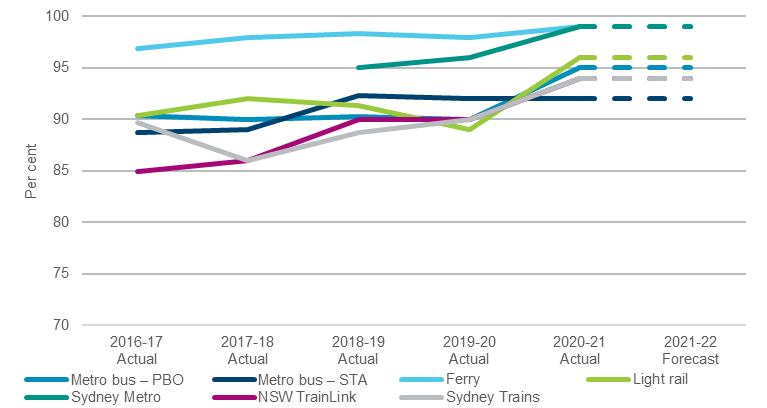 100
95
90
85
80
75
70
Per cent
2016-17 2017-18 2018-19 2019-20 2020-21 2021-22
Actual Actual Actual Actual Actual Forecast
Metro bus – PBO Metro bus – STA Ferry Light rail
Sydney Metro NSW TrainLink Sydney Trains